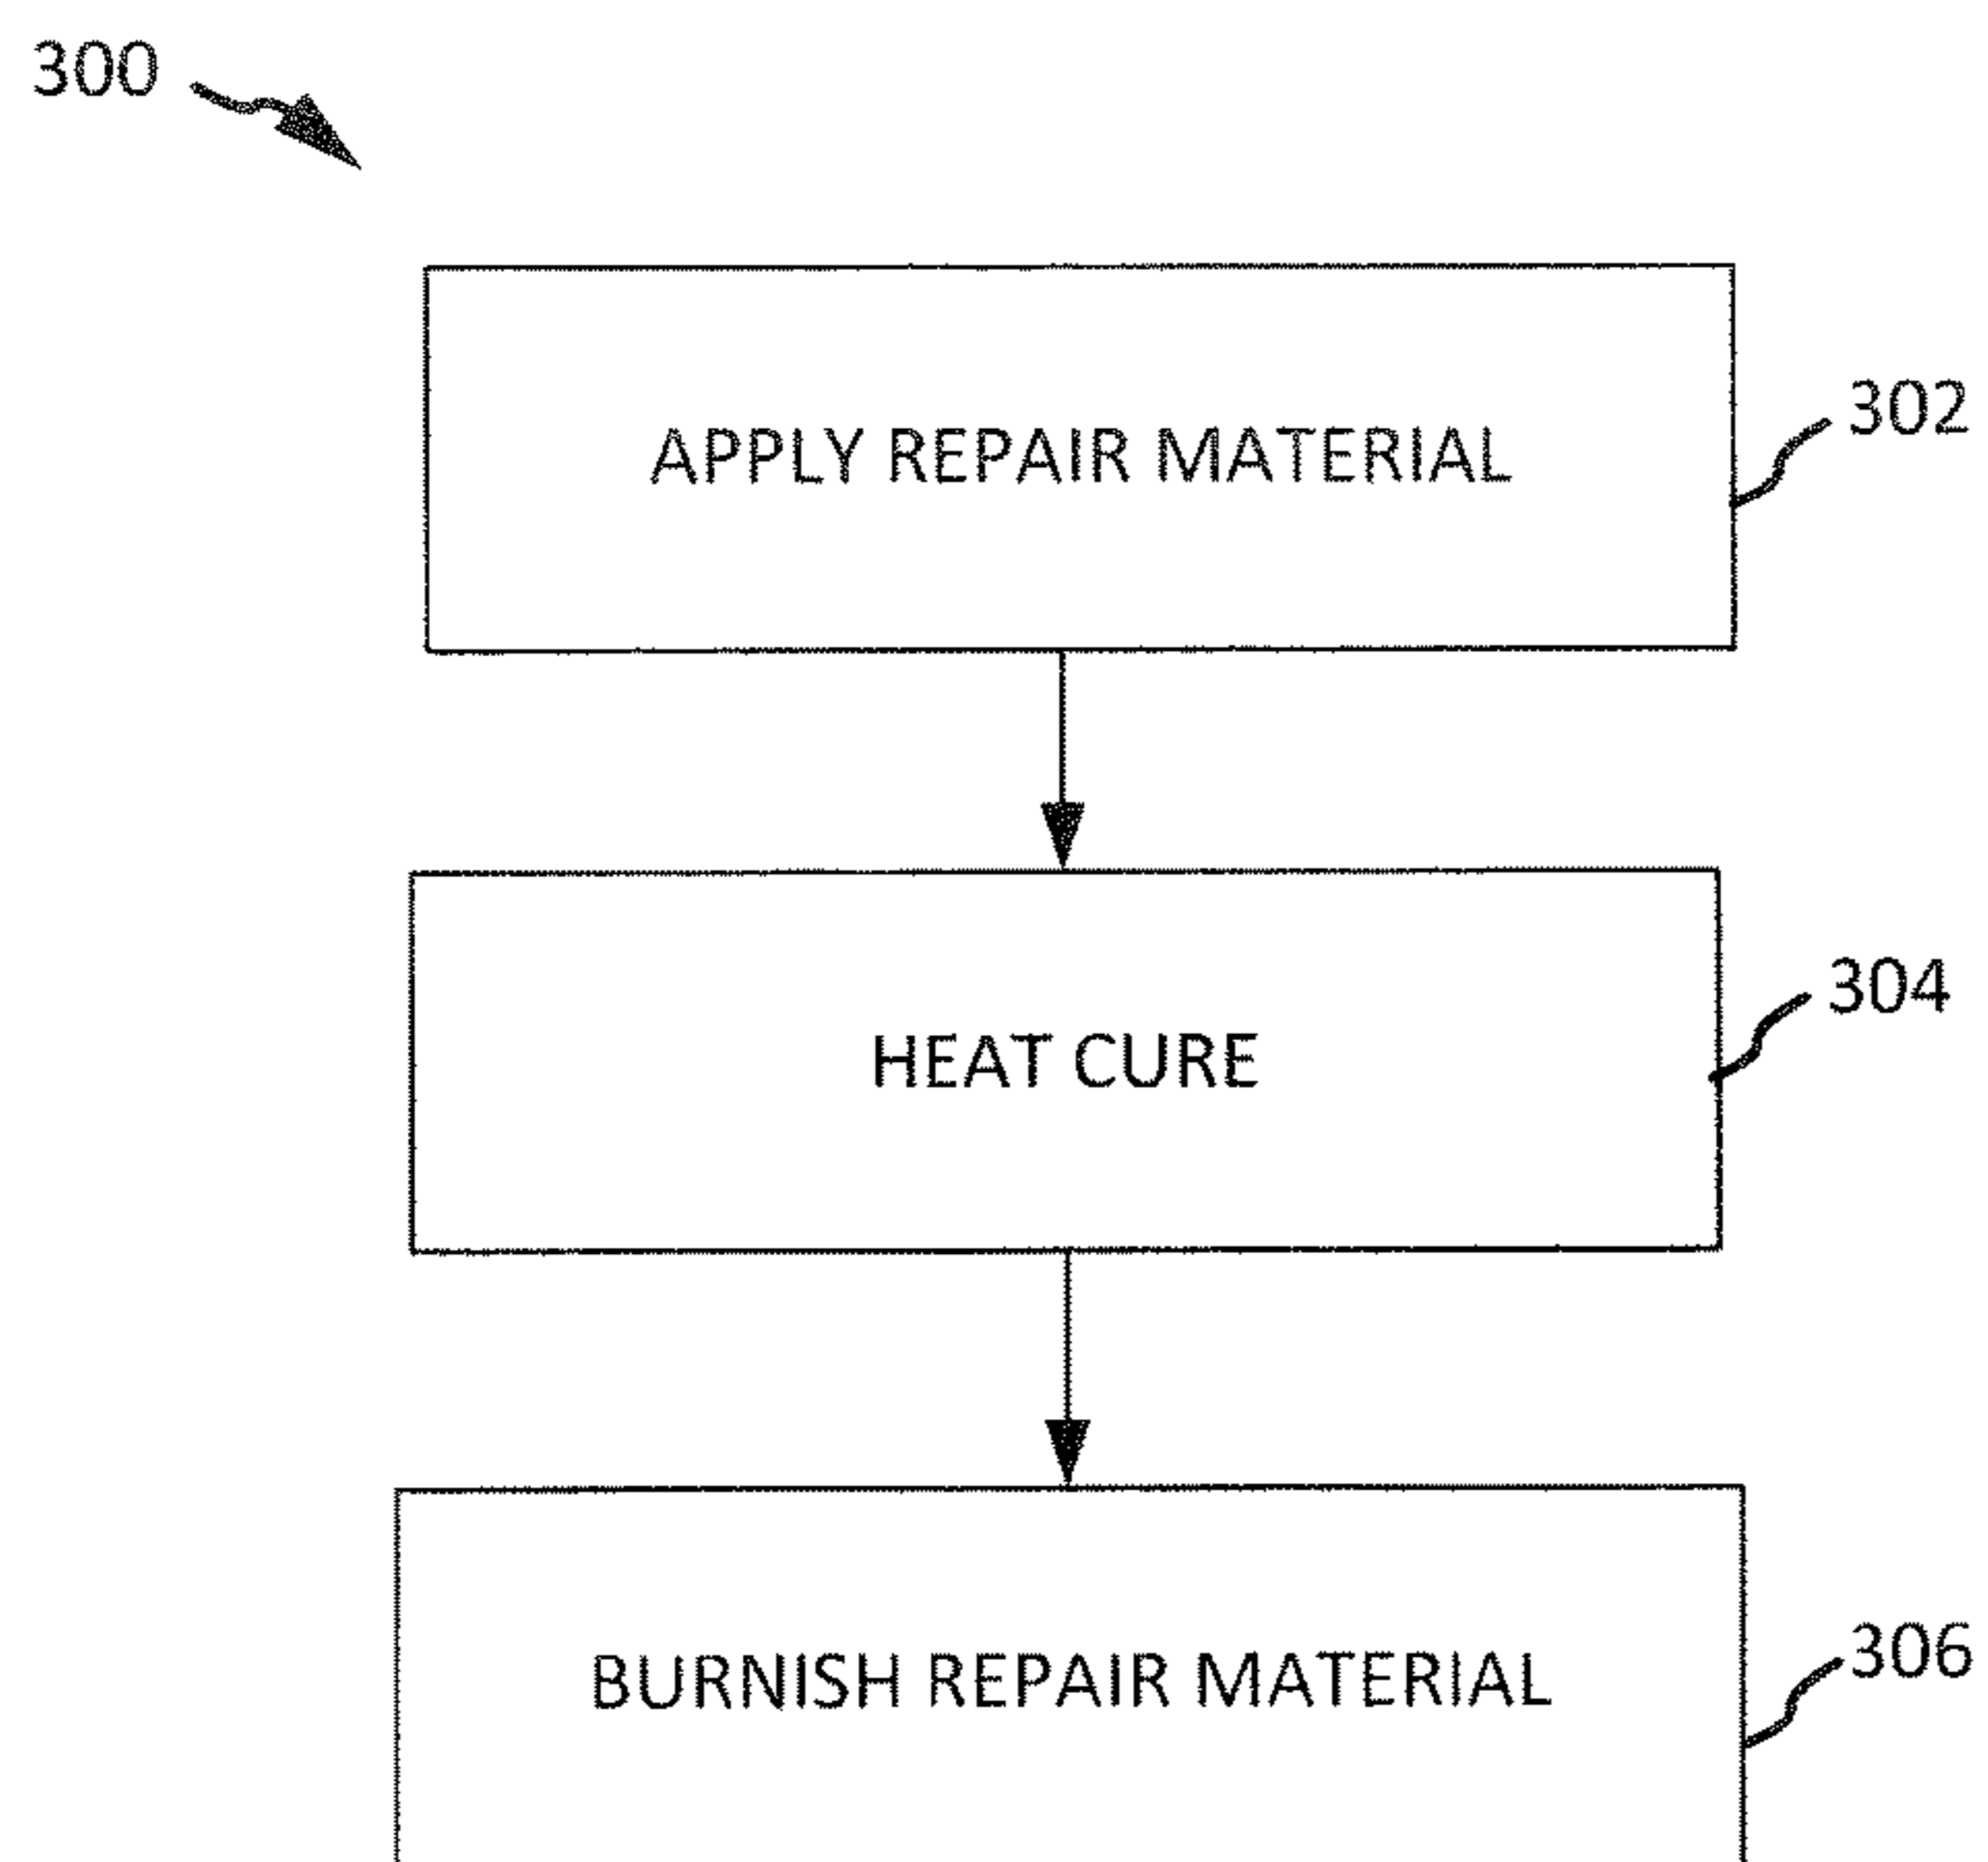 300
APPLY REPAIR MATERIAL
302
HEAT CURE
304
BURNISH REPAIR MATERIAL
306